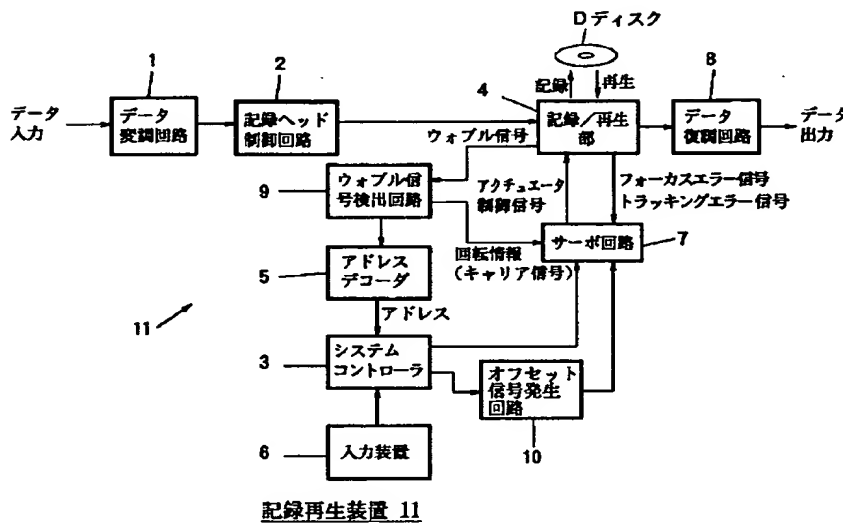 D ディスク
1
2
4
記録
再生
8
データ
入力
データ
変調回路
記録ヘッド
制御回路
記録/再生
部
データ
復調回路
データ
出力
ウォブル信号
9
ウォブル信
号検出回路
アクチュエータ
制御信号
フォーカスエラー信号
トラッキングエラー信号
サーボ回路
7
回転情報
(キャリア信号)
5
アドレス
デコーダ
アドレス
11
3
システム
コントローラ
オフセット
信号発生
回路
10
6
入力装置
記録再生装置 11